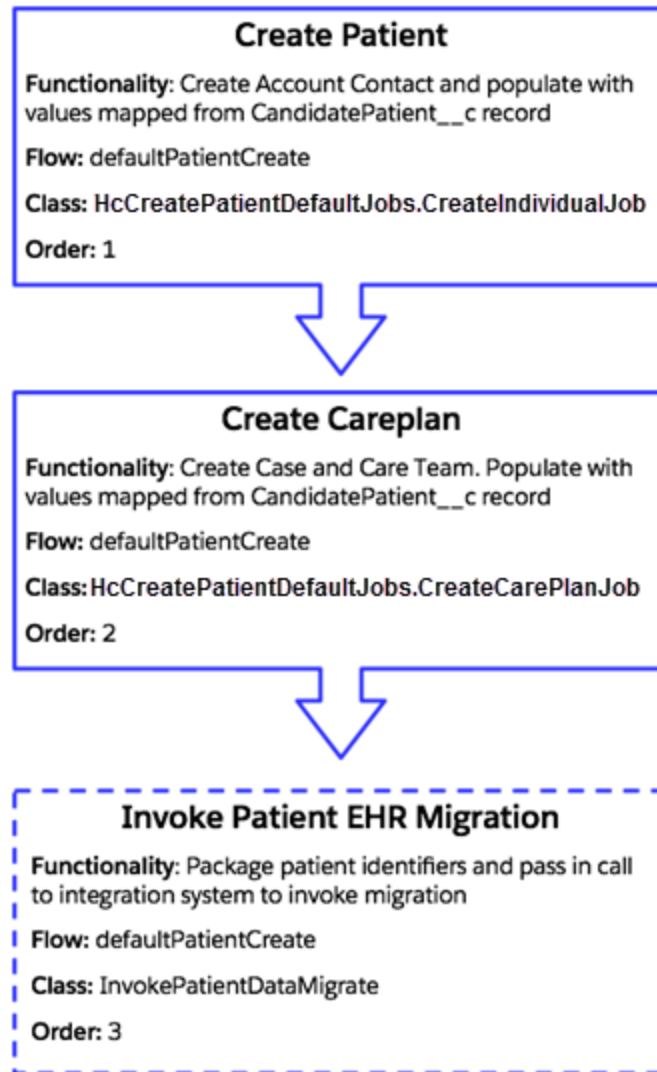 Create Patient
Functionality: Create Account Contact and populate with
values mapped from CandidatePatient__c record
Flow: defaultPatientCreate
Class: HcCreatePatientDefaultJobs.CreateIndividualJob
Order: 1
Create Careplan
Functionality: Create Case and Care Team. Populate with
values mapped from CandidatePatient__c record
Flow: defaultPatientCreate
Class: HcCreatePatientDefaultJobs.CreateCarePlanJob
Order: 2
Invoke Patient EHR Migration
Functionality: Package patient identifiers and pass in call
to integration system to invoke migration
Flow: defaultPatientCreate
Class: InvokePatientDataMigrate
Order: 3